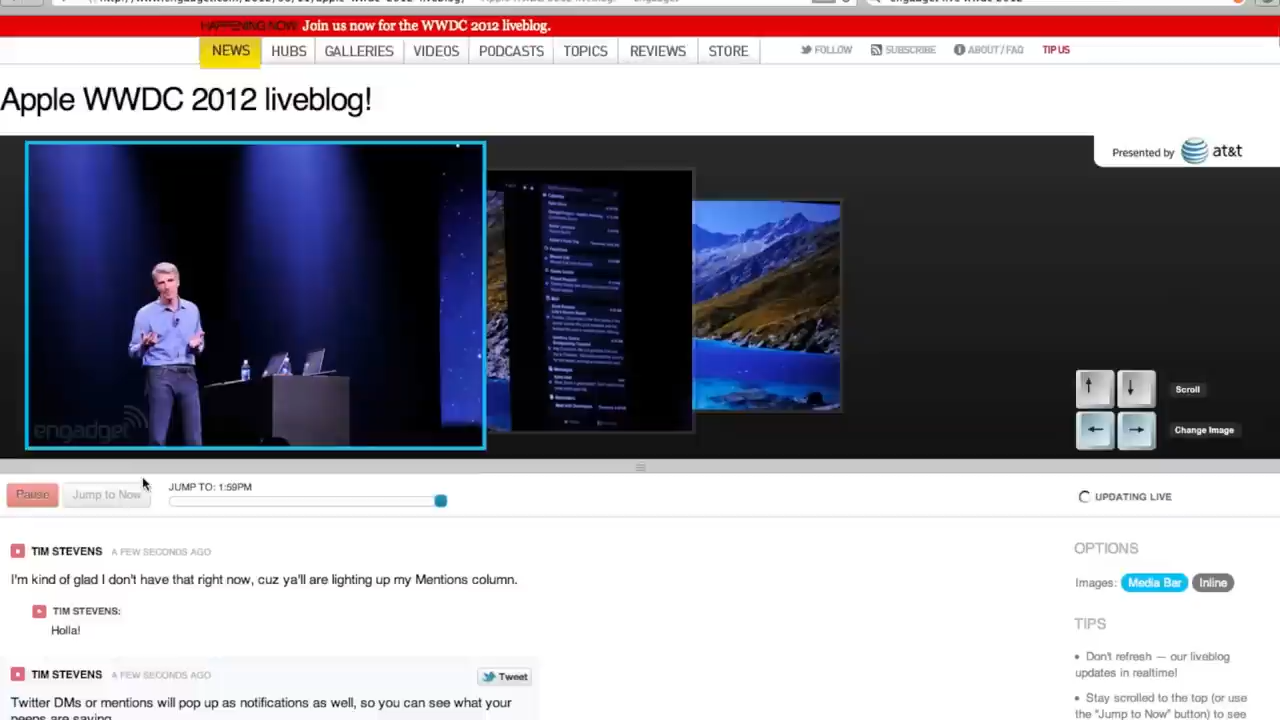 HAPPENING NOW: Join us now for the WWDC 2012 liveblog.
NEWS HUBS GALLERIES VIDEOS PODCASTS TOPICS REVIEWS STORE FOLLOW SUBSCRIBE ABOUT / FAQ TIP US
Apple WWDC 2012 liveblog!
Presented by at&t
engadget
Scroll
Change Image
Pause Jump to Now JUMP TO: 1:59PM
UPDATING LIVE
TIM STEVENS A FEW SECONDS AGO
I'm kind of glad I don't have that right now, cuz ya'll are lighting up my Mentions column.
TIM STEVENS:
Holla!
TIM STEVENS A FEW SECONDS AGO
Tweet
Twitter DMs or mentions will pop up as notifications as well, so you can see what your
peeps are saying.
OPTIONS
Images: Media Bar Inline
TIPS
• Don't refresh — our liveblog
updates in realtime!
• Stay scrolled to the top (or use
the "Jump to Now" button) to see